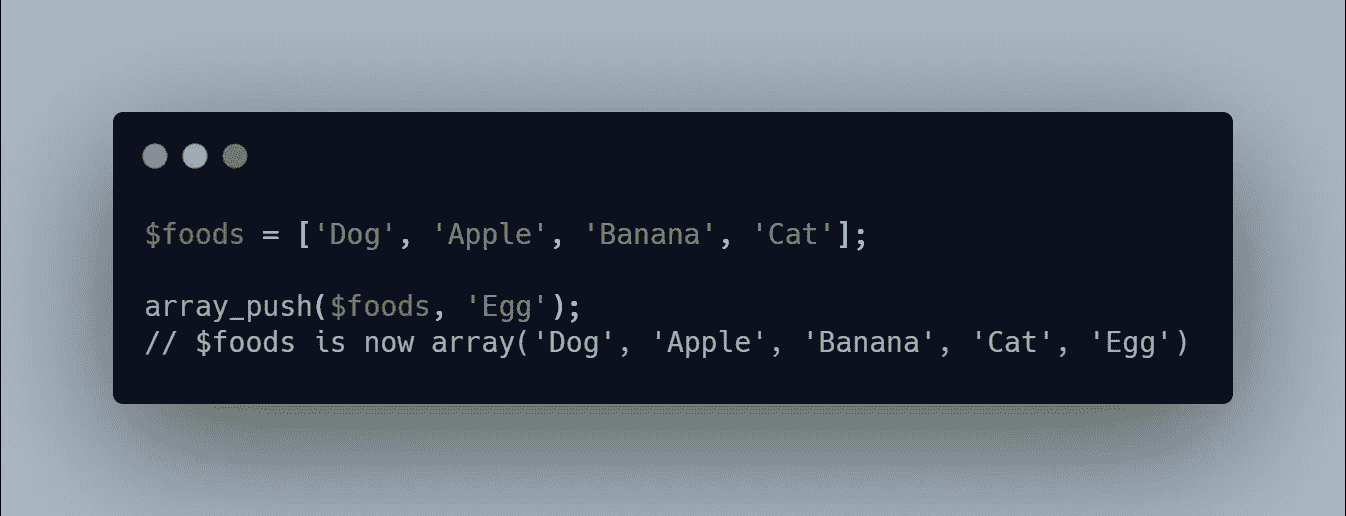 $foods = ['Dog', 'Apple', 'Banana', 'Cat'];
array_push($foods, 'Egg');
// $foods is now array('Dog', 'Apple', 'Banana', 'Cat', 'Egg')